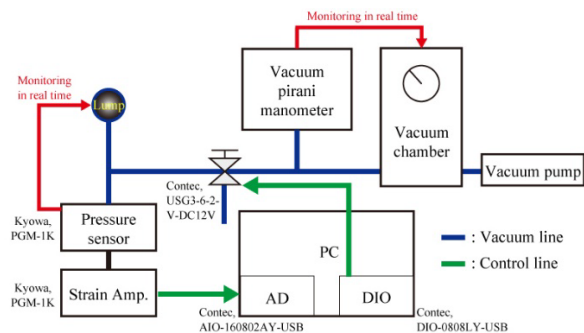 Monitoring
in real time
Lump
Monitoring in real time
Vacuum
pirani
manometer
Vacuum
chamber
Vacuum pump
Contec,
USG3-6-2-
V-DC12V
Kyowa,
PGM-1K
Pressure
sensor
PC
: Vacuum line
: Control line
Kyowa,
PGM-1K
Strain Amp.
AD
DIO
Contec,
AIO-160802AY-USB
Contec,
DIO-0808LY-USB